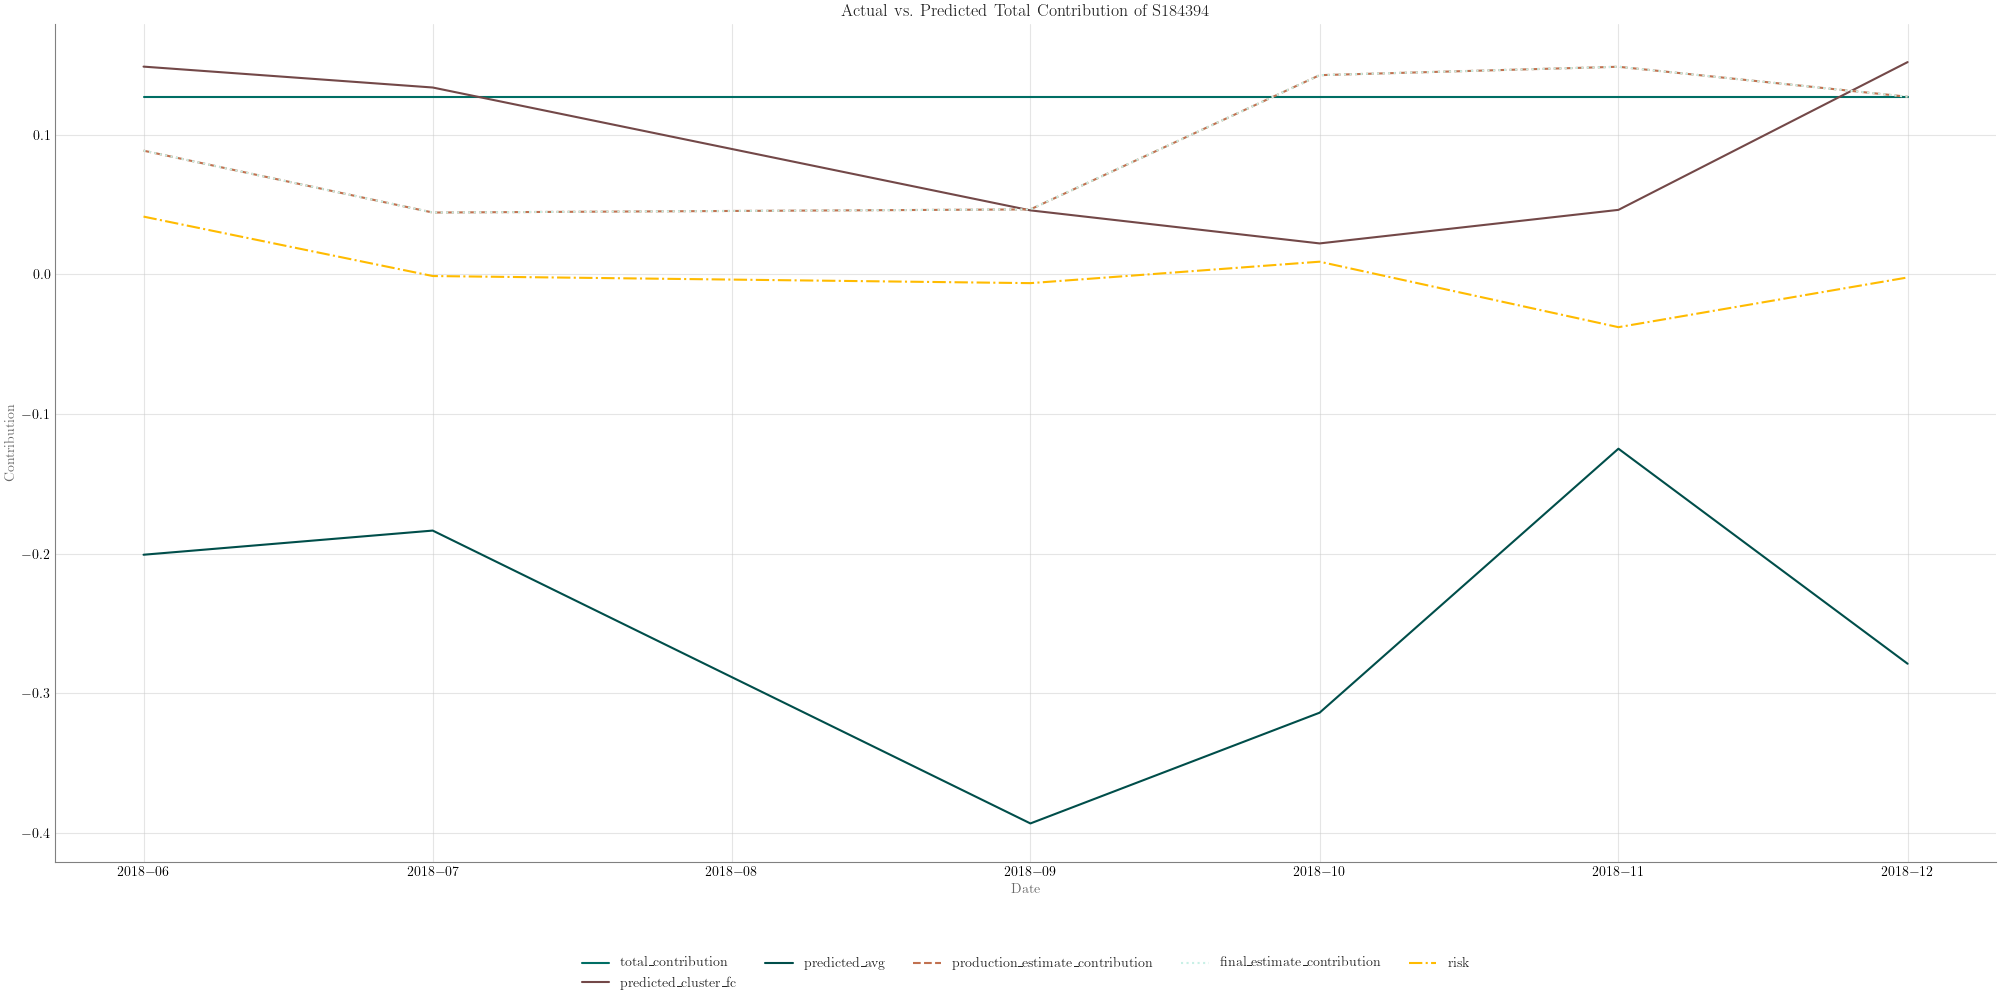 Actual vs. Predicted Total Contribution of S184394
0.1
0.0
−0.1
−0.2
−0.3
−0.4
Contribution
2018−06 2018−07 2018−08 2018−09 2018−10 2018−11 2018−12
Date
total_contribution predicted_avg production_estimate_contribution final_estimate_contribution risk
predicted_cluster_fc